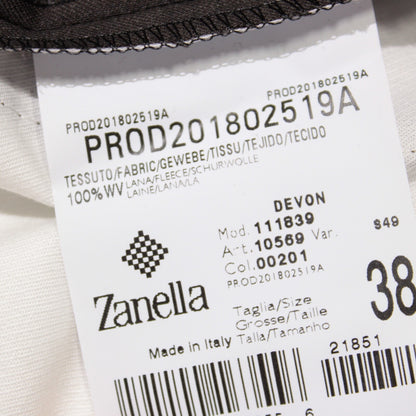 PROD201802519A PROD201802519A
PROD201802519A
TESSUTO/FABRIC/GEWEBE/TISSU/TEJIDO/TECIDO
100%WV LANA/FLEECE/SCHURWOLLE
LAINE/LANA/LA
DEVON
Mod. 111839
Art. 10569 Var. S49
Col. 00201
PROD201802519A
Zanella
Taglia/Size
Grosse/Taille
Talla/Tamanho
38
Made in Italy
21851